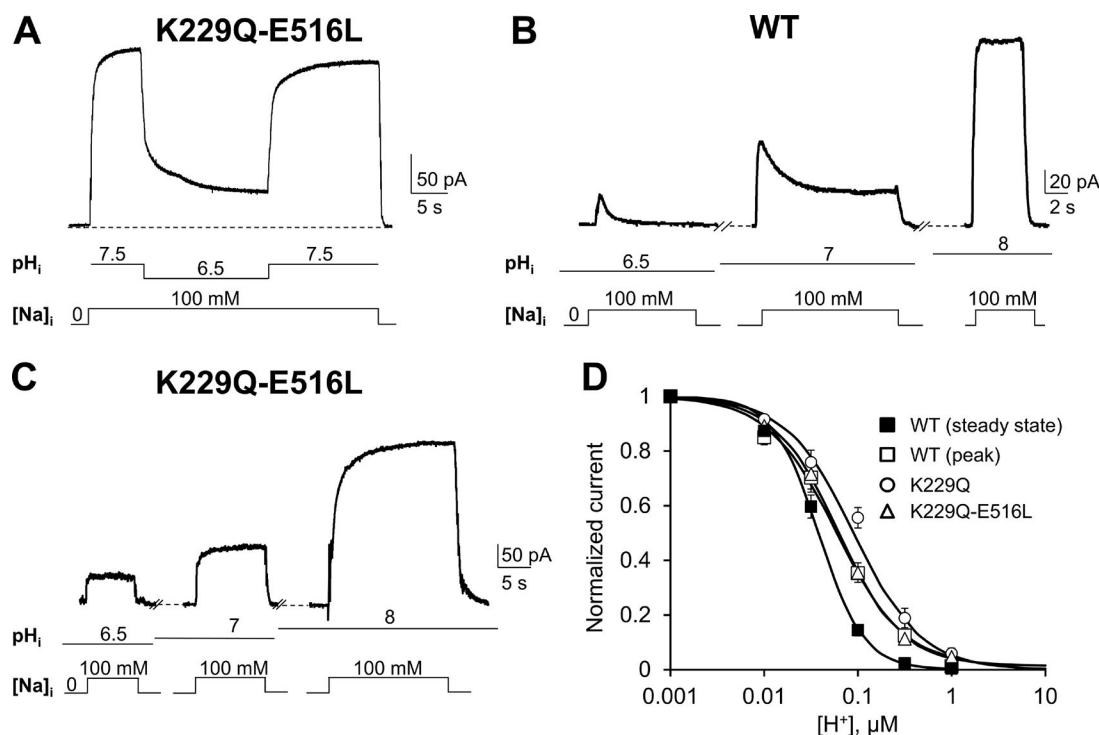 A
K229Q-E516L
50 pA
5 s
pHi
7.5
6.5
7.5
[Na]i
0
100 mM
B
WT
20 pA
2 s
6.5
7
8
0
100 mM
100 mM
100 mM
C
K229Q-E516L
50 pA
5 s
pHi
6.5
7
8
[Na]i
0
100 mM
100 mM
100 mM
D
Normalized current
1
0.8
0.6
0.4
0.2
0
WT (steady state)
WT (peak)
K229Q
K229Q-E516L
0.001 0.01 0.1 1 10
[H⁺], µM